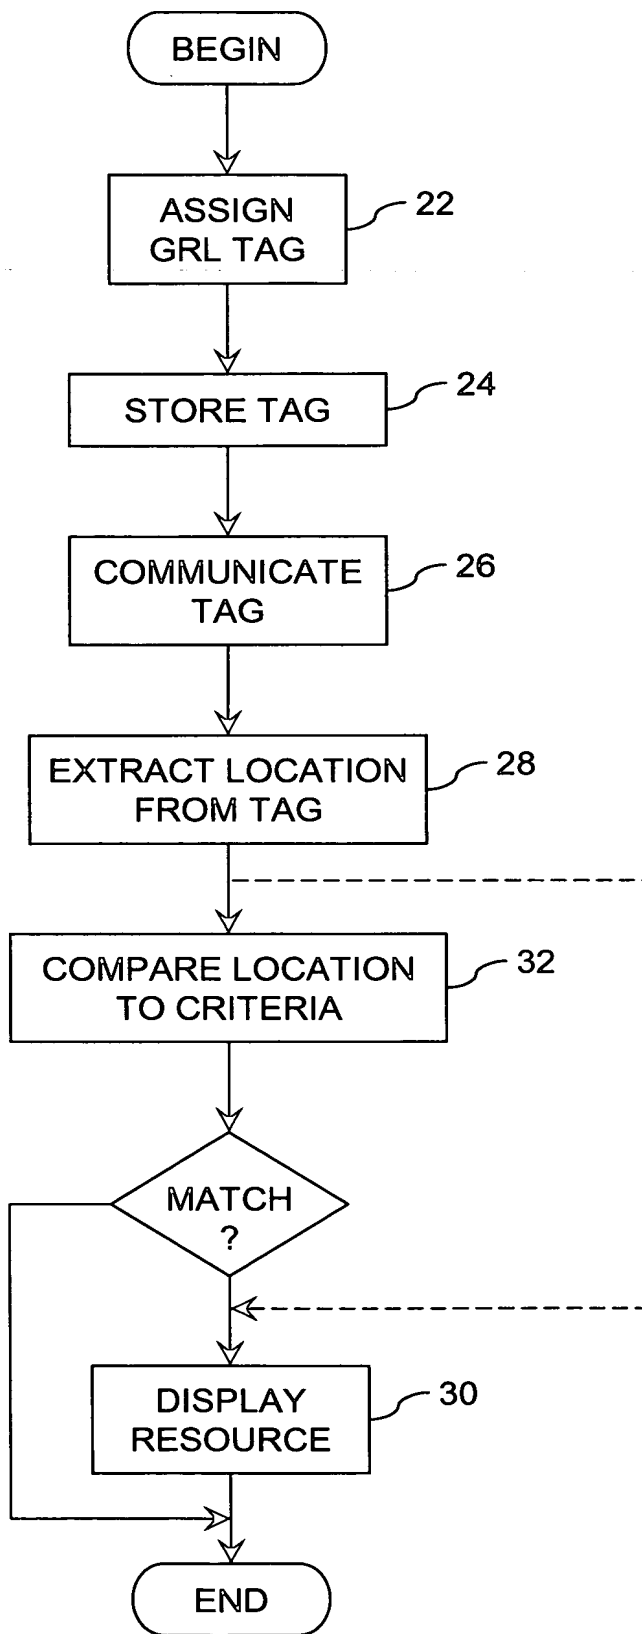 BEGIN
ASSIGN
GRL TAG
22
STORE TAG
24
COMMUNICATE
TAG
26
EXTRACT LOCATION
FROM TAG
28
COMPARE LOCATION
TO CRITERIA
32
MATCH
?
DISPLAY
RESOURCE
30
END